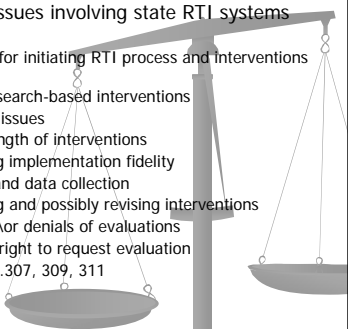 ssues involving state RTI systems
for initiating RTI process and interventions
search-based interventions
issues
ngth of interventions
g implementation fidelity
and data collection
g and possibly revising interventions
/or denials of evaluations
right to request evaluation
.307, 309, 311